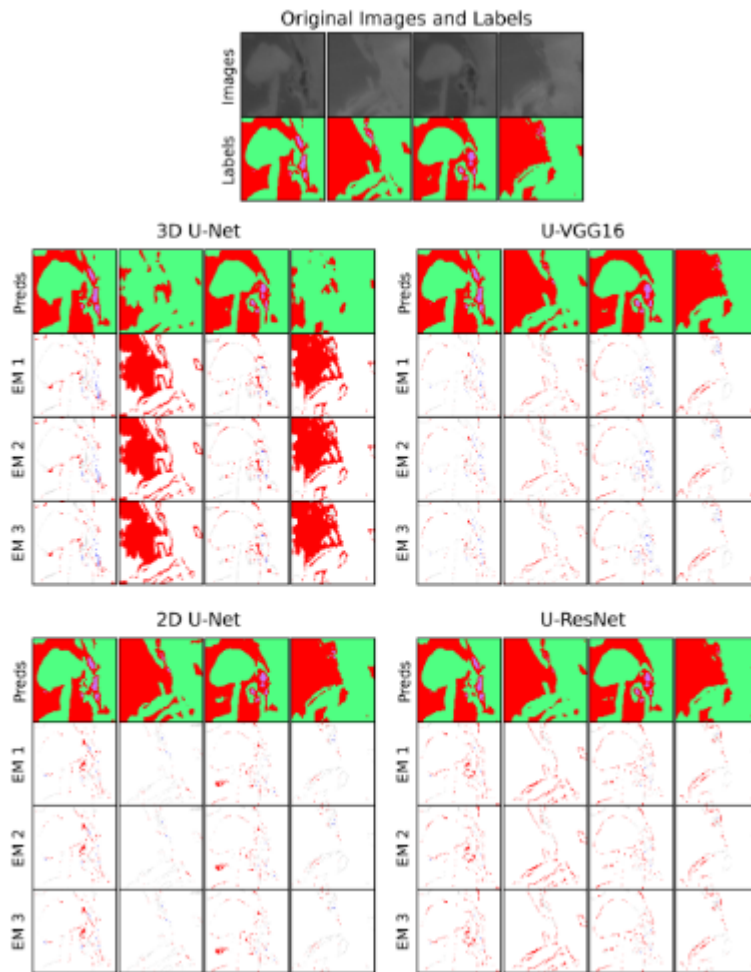 Original Images and Labels
Images
Labels
3D U-Net
Preds
EM 1
EM 2
EM 3
U-VGG16
Preds
EM 1
EM 2
EM 3
2D U-Net
Preds
EM 1
EM 2
EM 3
U-ResNet
Preds
EM 1
EM 2
EM 3